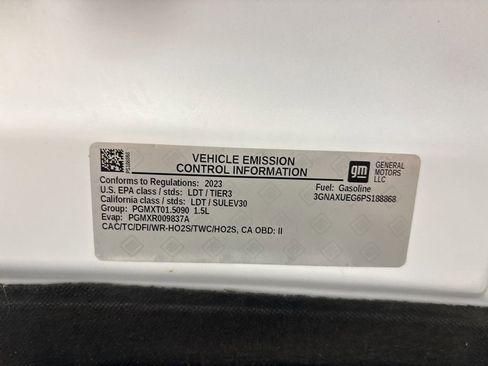 PS188868
VEHICLE EMISSION
CONTROL INFORMATION
gm
GENERAL
MOTORS
LLC
Conforms to Regulations: 2023
U.S. EPA class / stds: LDT / TIER3
California class / stds: LDT / SULEV30
Group: PGMXT01.5090 1.5L
Evap: PGMXR009837A
CAC/TC/DFI/WR-HO2S/TWC/HO2S, CA OBD: II
Fuel: Gasoline
3GNAXUEG6PS188868